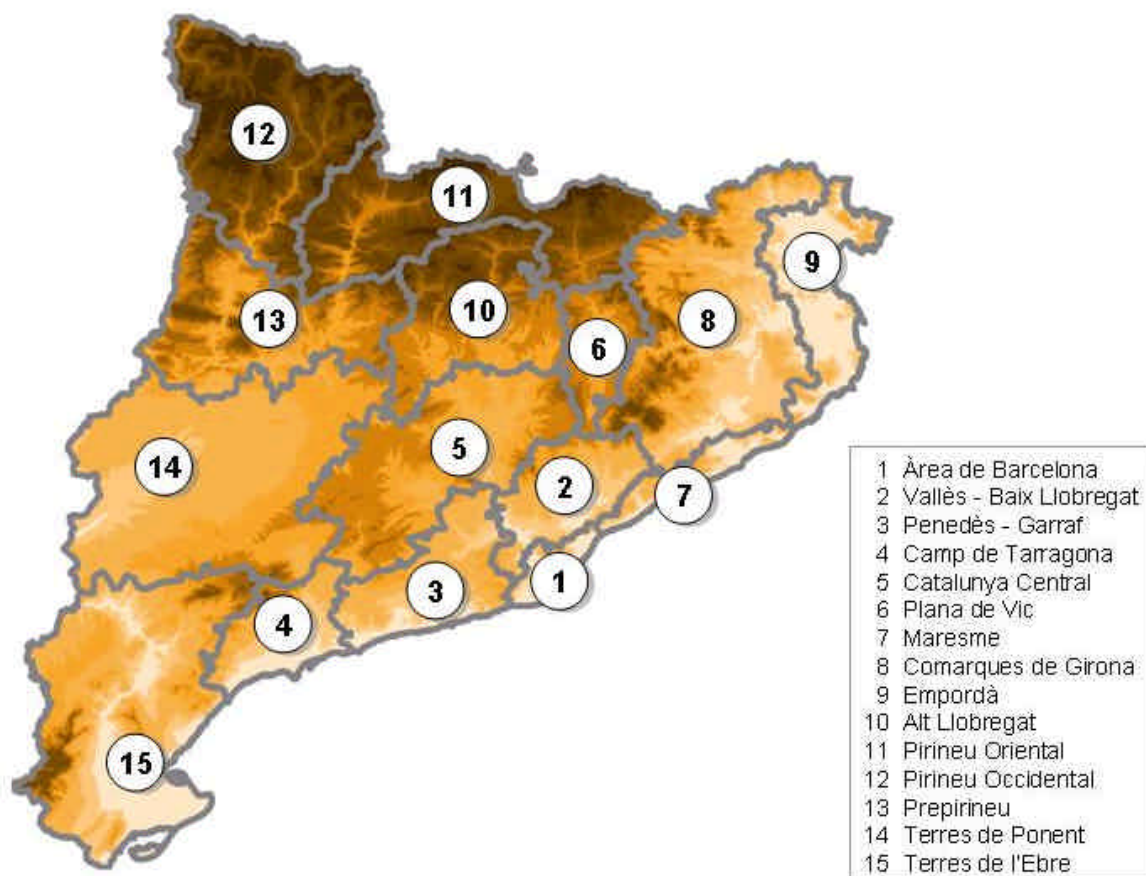 12
11
9
10
13
8
6
5
14
2
7
1
3
4
15
1 Àrea de Barcelona
2 Vallès - Baix Llobregat
3 Penedès - Garraf
4 Camp de Tarragona
5 Catalunya Central
6 Plana de Vic
7 Maresme
8 Comarques de Girona
9 Empordà
10 Alt Llobregat
11 Pirineu Oriental
12 Pirineu Occidental
13 Prepirineu
14 Terres de Ponent
15 Terres de l'Ebre